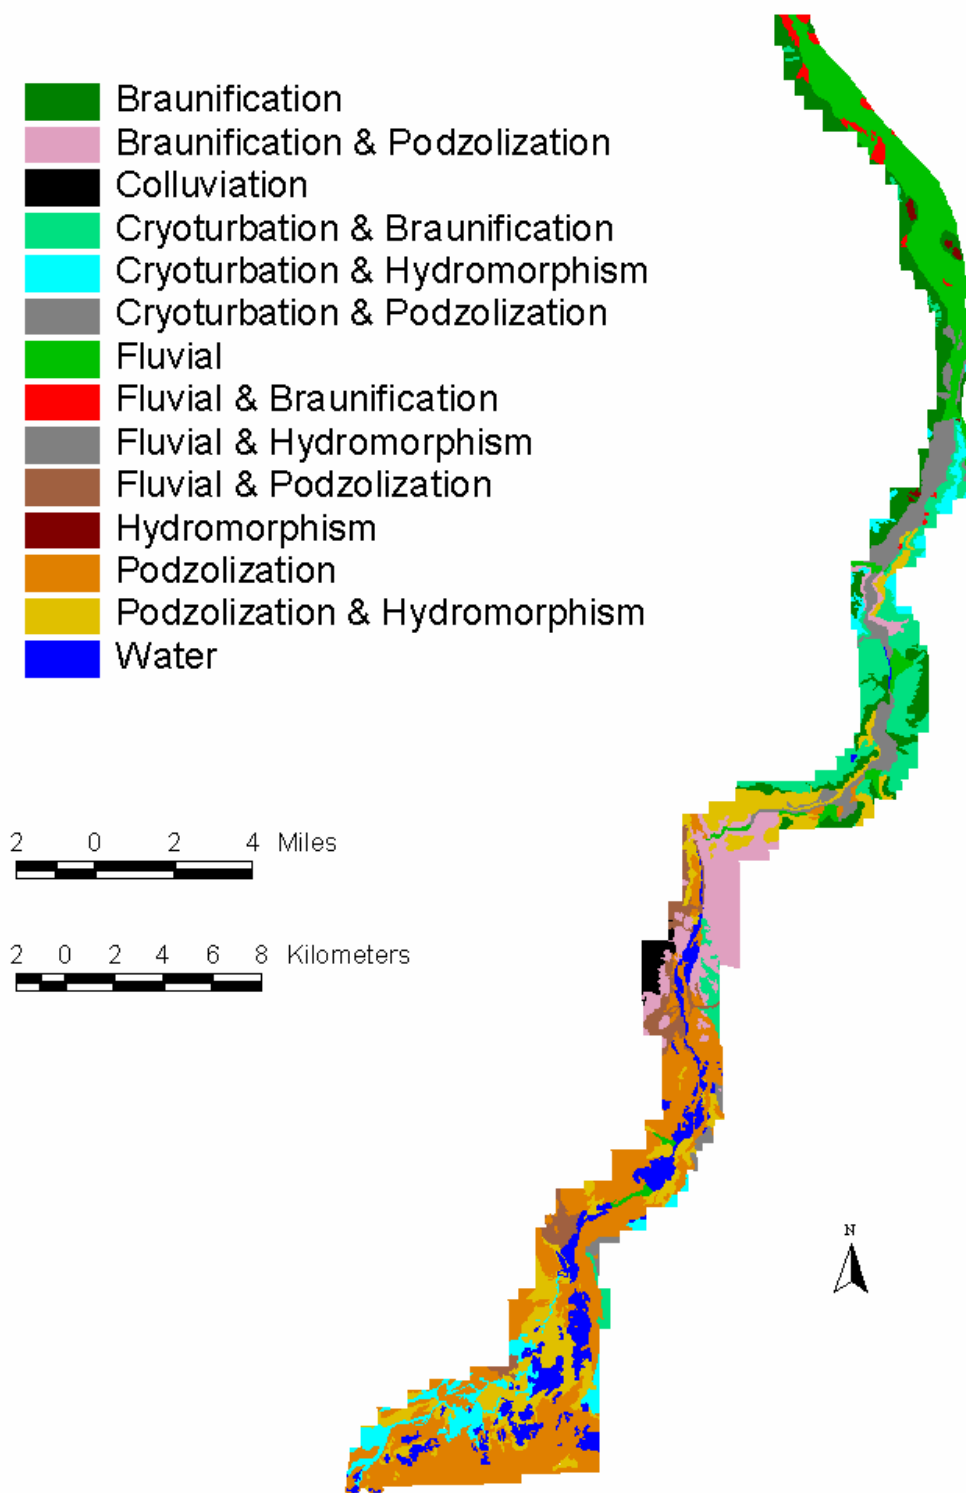 Braunification
Braunification & Podzolization
Colluviation
Cryoturbation & Braunification
Cryoturbation & Hydromorphism
Cryoturbation & Podzolization
Fluvial
Fluvial & Braunification
Fluvial & Hydromorphism
Fluvial & Podzolization
Hydromorphism
Podzolization
Podzolization & Hydromorphism
Water
2 0 2 4 Miles
2 0 2 4 6 8 Kilometers
N